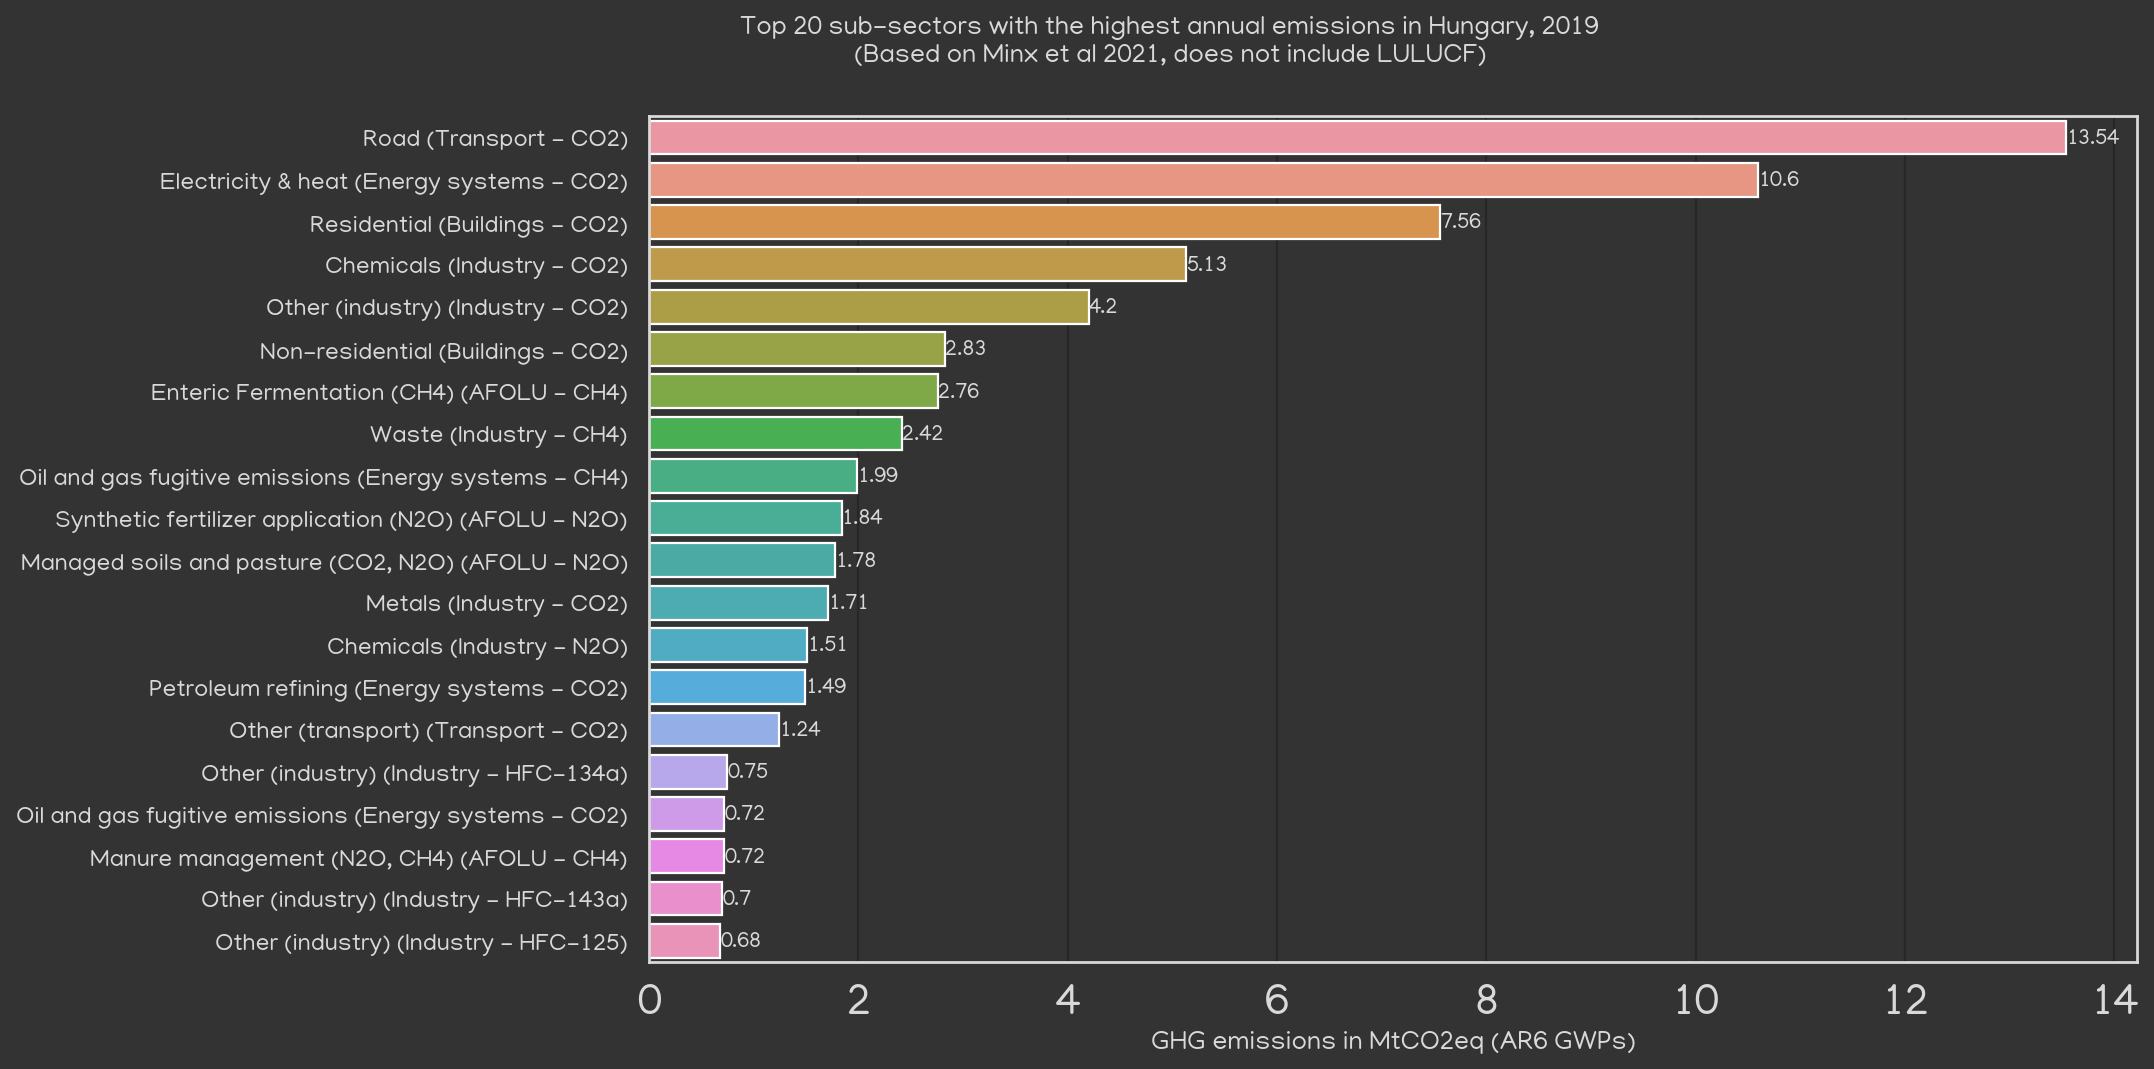 Top 20 sub-sectors with the highest annual emissions in Hungary, 2019
(Based on Minx et al 2021, does not include LULUCF)
Road (Transport - CO2) 13.54
Electricity & heat (Energy systems - CO2) 10.6
Residential (Buildings - CO2) 7.56
Chemicals (Industry - CO2) 5.13
Other (industry) (Industry - CO2) 4.2
Non-residential (Buildings - CO2) 2.83
Enteric Fermentation (CH4) (AFOLU - CH4) 2.76
Waste (Industry - CH4) 2.42
Oil and gas fugitive emissions (Energy systems - CH4) 1.99
Synthetic fertilizer application (N2O) (AFOLU - N2O) 1.84
Managed soils and pasture (CO2, N2O) (AFOLU - N2O) 1.78
Metals (Industry - CO2) 1.71
Chemicals (Industry - N2O) 1.51
Petroleum refining (Energy systems - CO2) 1.49
Other (transport) (Transport - CO2) 1.24
Other (industry) (Industry - HFC-134a) 0.75
Oil and gas fugitive emissions (Energy systems - CO2) 0.72
Manure management (N2O, CH4) (AFOLU - CH4) 0.72
Other (industry) (Industry - HFC-143a) 0.7
Other (industry) (Industry - HFC-125) 0.68
0 2 4 6 8 10 12 14
GHG emissions in MtCO2eq (AR6 GWPs)